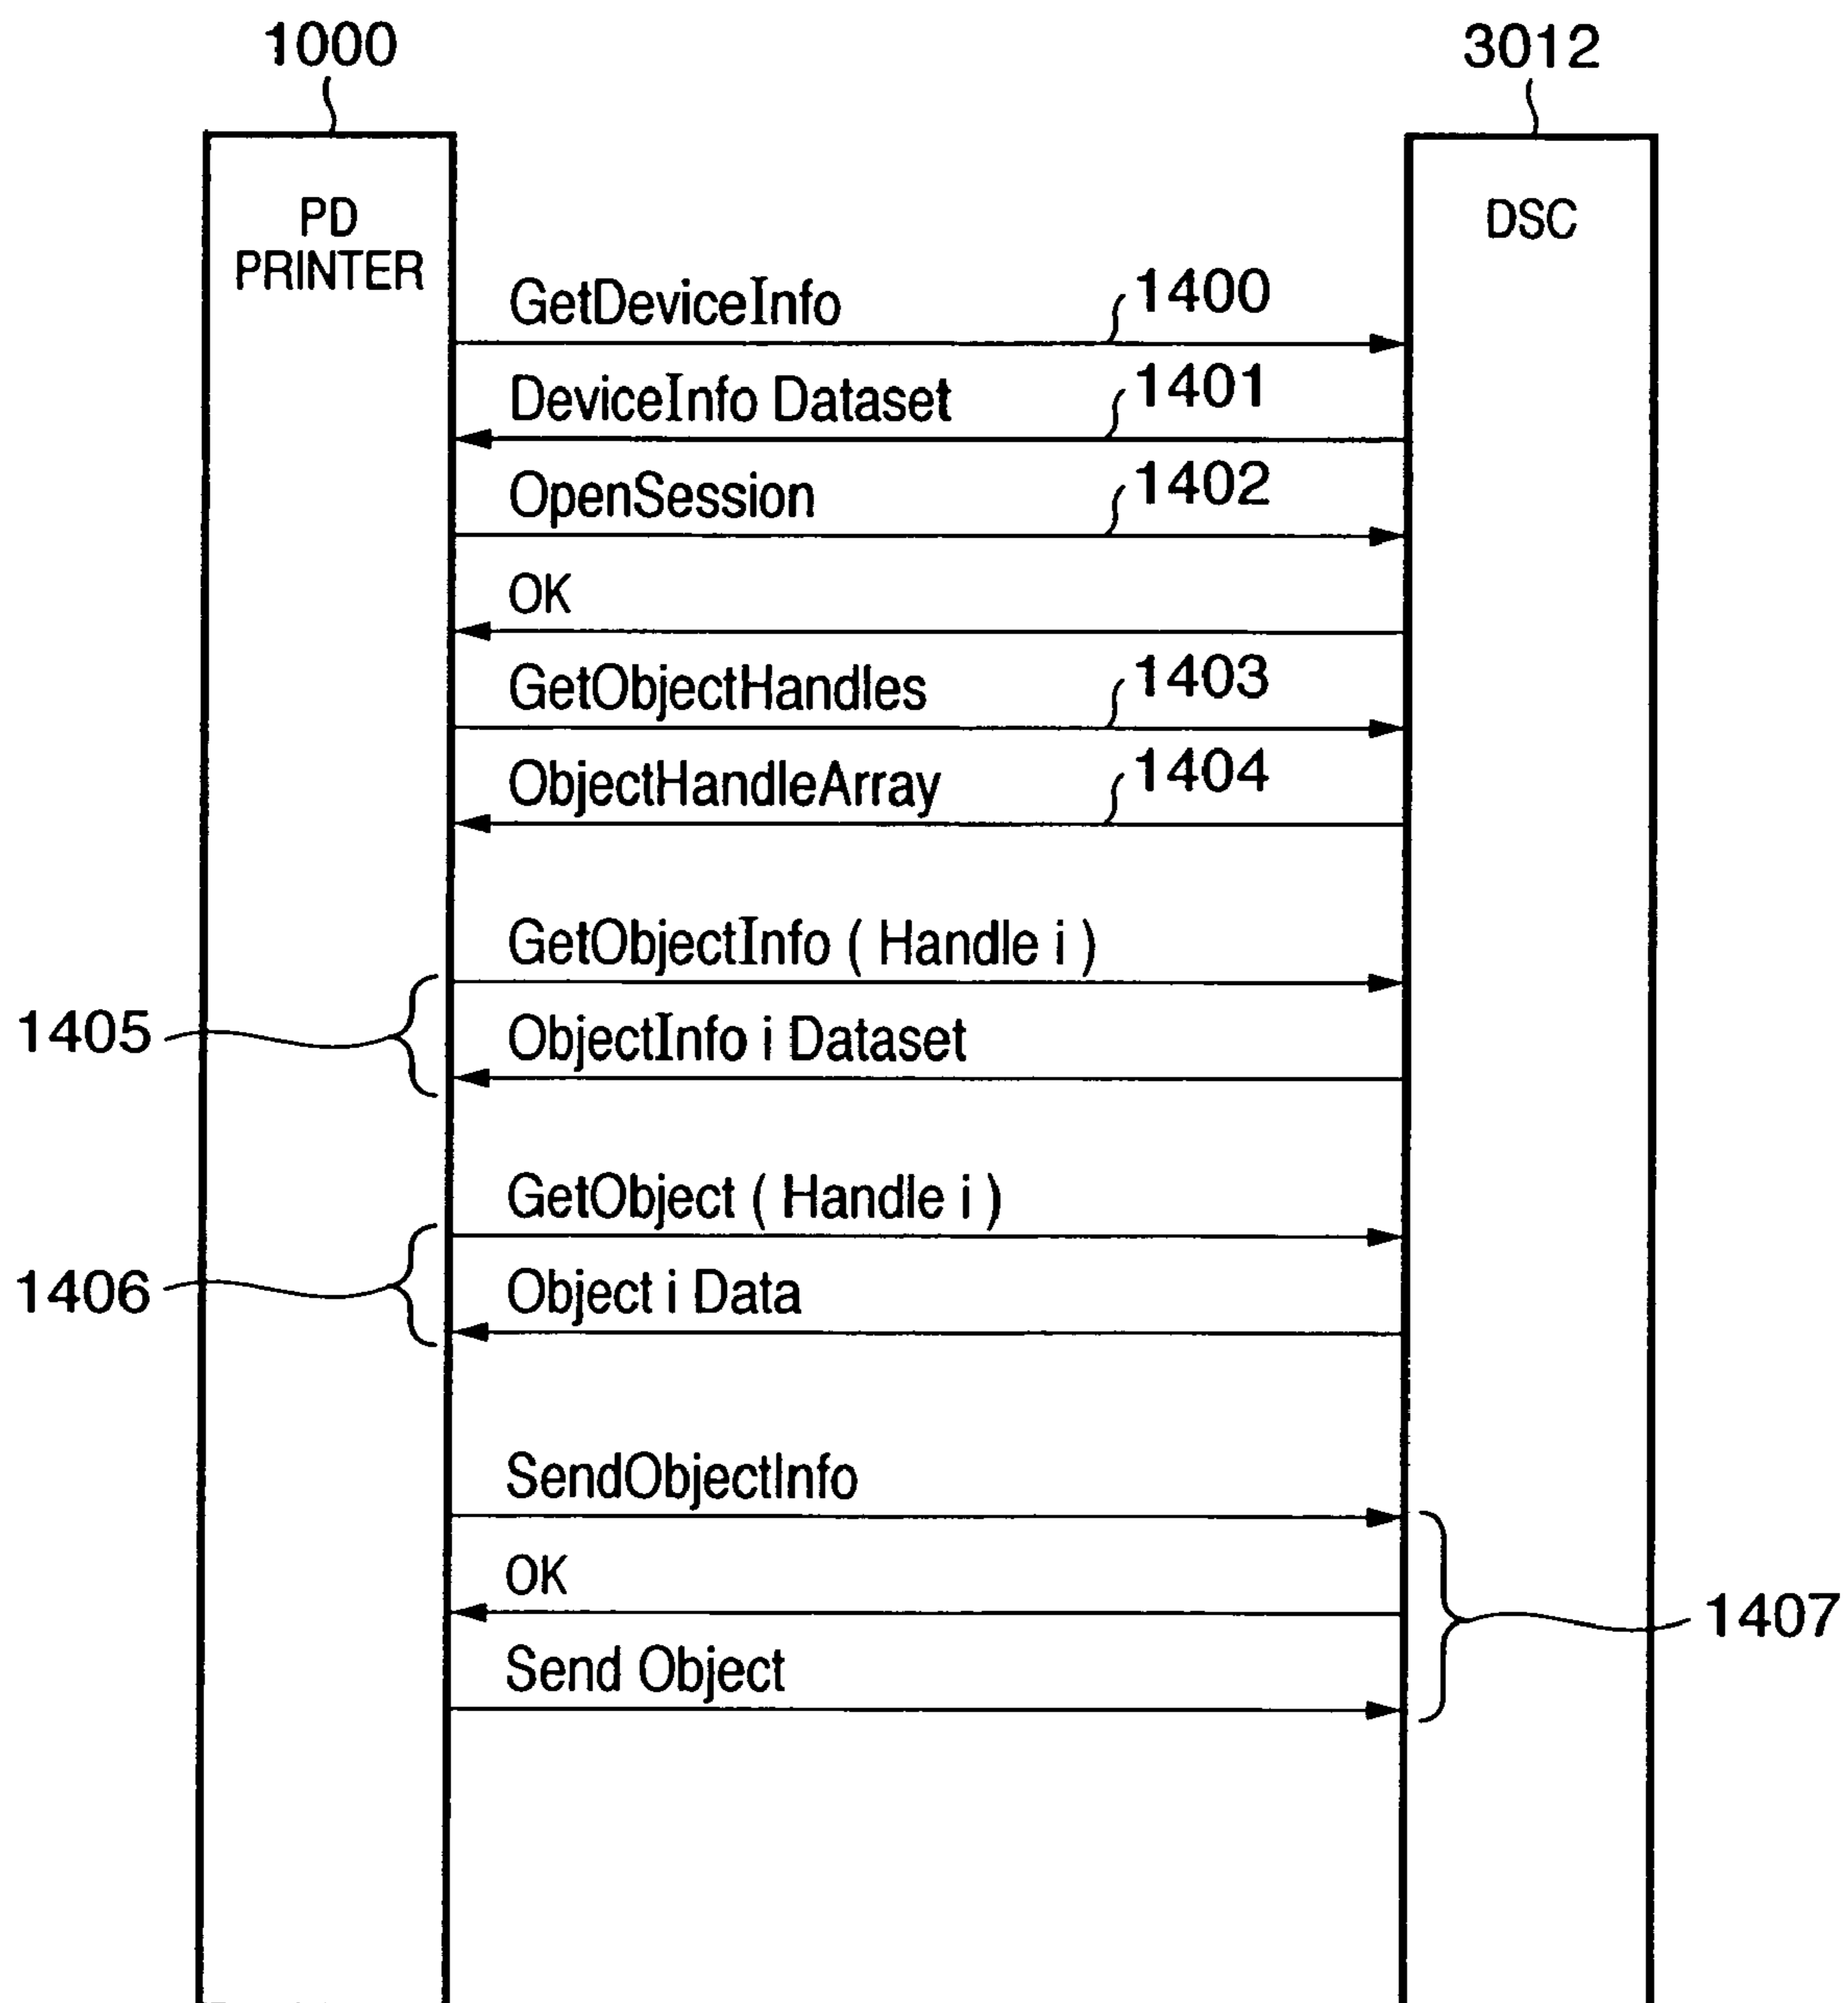 1000
3012
PD
PRINTER
DSC
GetDeviceInfo
1400
DeviceInfo Dataset
1401
OpenSession
1402
OK
GetObjectHandles
1403
ObjectHandleArray
1404
GetObjectInfo ( Handle i )
1405
ObjectInfo i Dataset
GetObject ( Handle i )
1406
Object i Data
SendObjectInfo
OK
1407
Send Object